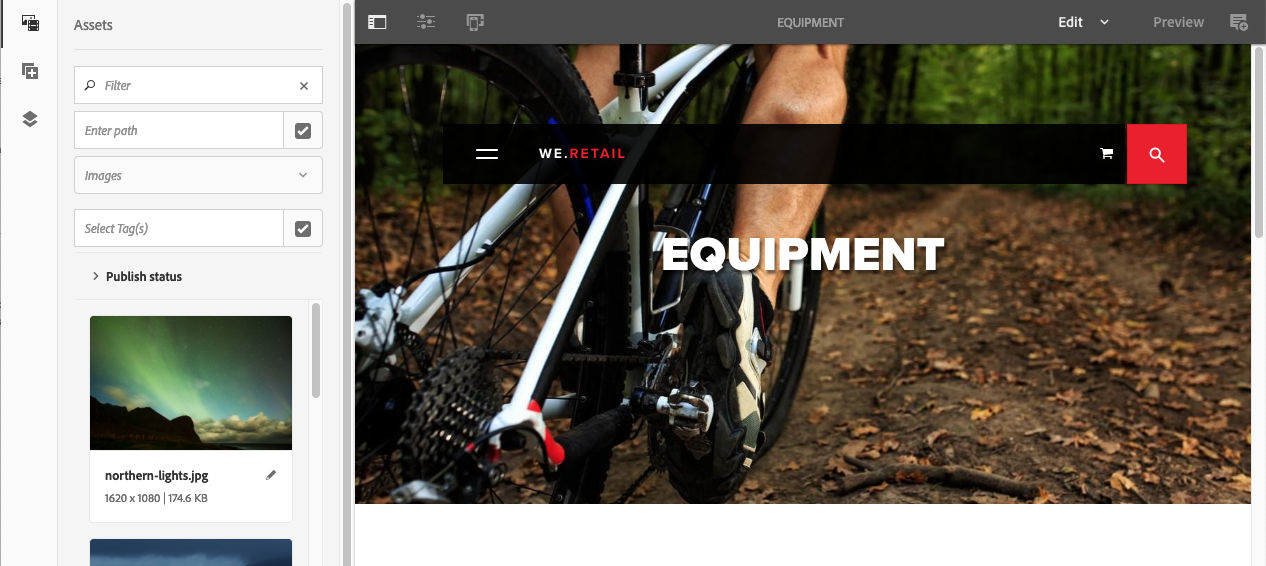 Assets
Filter
Enter path
Images
Select Tag(s)
Publish status
northern-lights.jpg
1620 x 1080 | 174.6 KB
EQUIPMENT
Edit
Preview
WE.RETAIL
EQUIPMENT